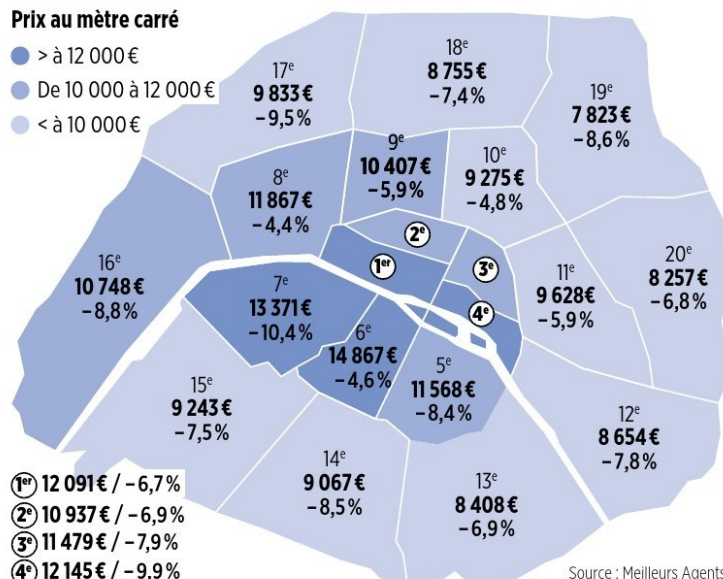 Prix au mètre carré
> à 12 000 €
De 10 000 à 12 000 €
< à 10 000 €
17e
9 833 €
–9,5%
18e
8 755 €
–7,4%
19e
7 823 €
–8,6%
8e
11 867 €
–4,4%
9e
10 407 €
–5,9%
10e
9 275 €
–4,8%
2e
1er
3e
4e
16e
10 748 €
–8,8%
7e
13 371 €
–10,4%
6e
14 867 €
–4,6%
5e
11 568 €
–8,4%
11e
9 628 €
–5,9%
20e
8 257 €
–6,8%
15e
9 243 €
–7,5%
14e
9 067 €
–8,5%
13e
8 408 €
–6,9%
12e
8 654 €
–7,8%
1er 12 091 € / –6,7%
2e 10 937 € / –6,9%
3e 11 479 € / –7,9%
4e 12 145 € / –9,9%
Source : Meilleurs Agents